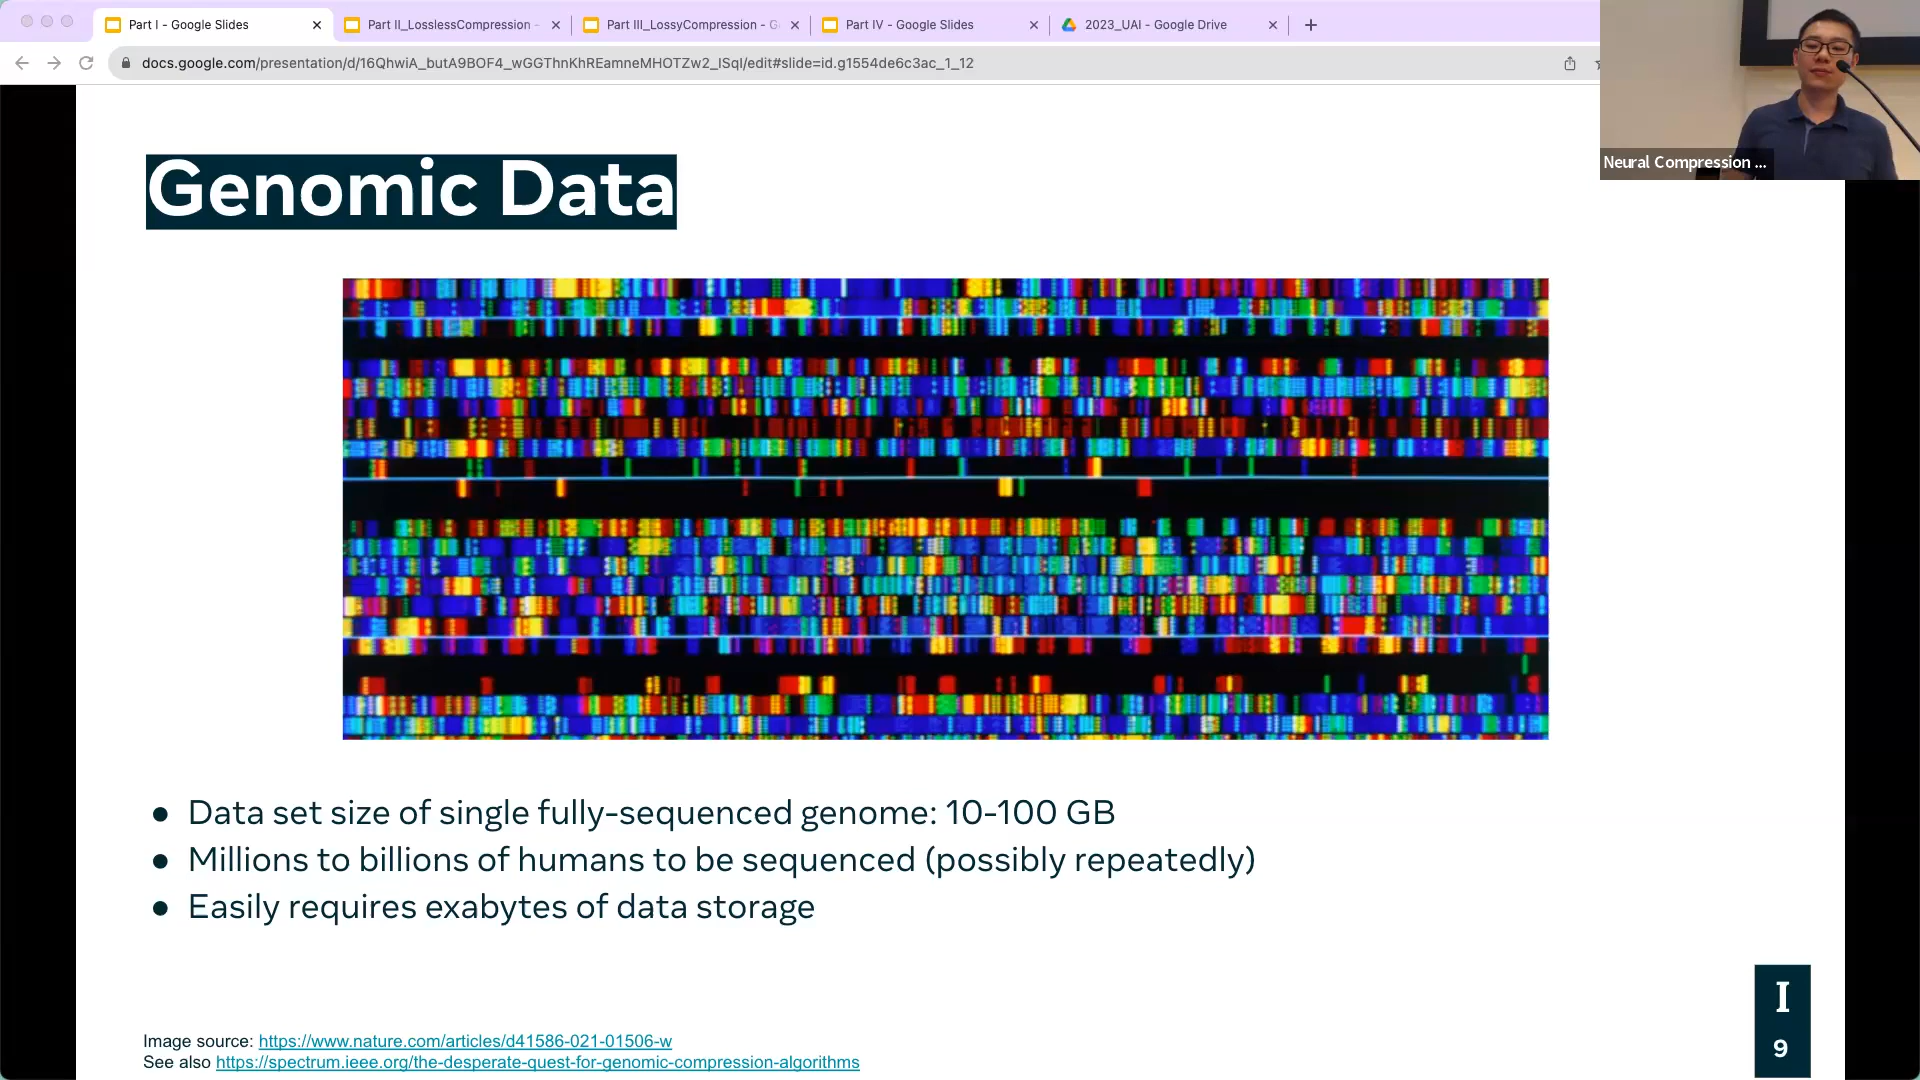 Part I - Google Slides
Part II_LosslessCompression -
Part III_LossyCompression - G
Part IV - Google Slides
2023_UAI - Google Drive
docs.google.com/presentation/d/16QhwiA_butA9BOF4_wGGThnKhREamneMHOTZw2_ISqI/edit#slide=id.g1554de6c3ac_1_12
Neural Compression ...
Genomic Data
● Data set size of single fully-sequenced genome: 10-100 GB
● Millions to billions of humans to be sequenced (possibly repeatedly)
● Easily requires exabytes of data storage
I
9
Image source: https://www.nature.com/articles/d41586-021-01506-w
See also https://spectrum.ieee.org/the-desperate-quest-for-genomic-compression-algorithms